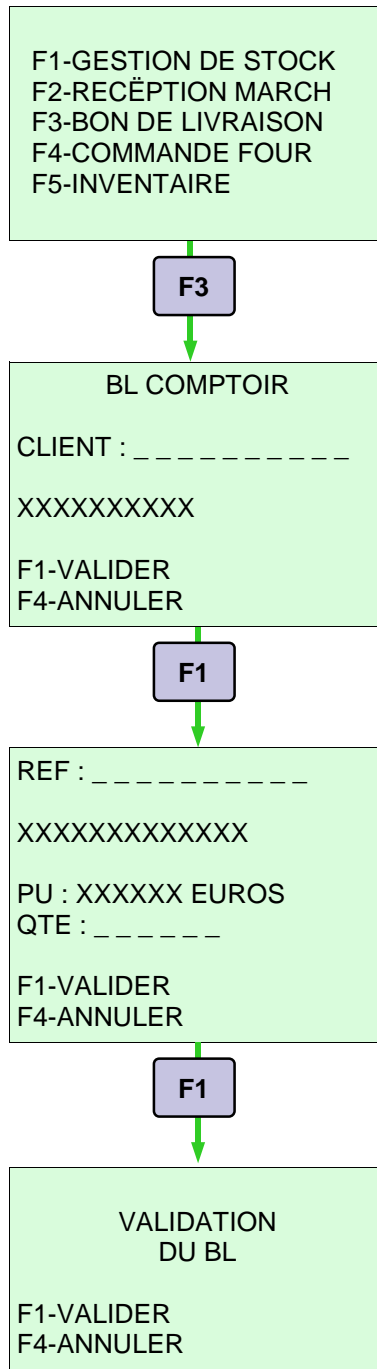 F1-GESTION DE STOCK
F2-RECËPTION MARCH
F3-BON DE LIVRAISON
F4-COMMANDE FOUR
F5-INVENTAIRE
F3
BL COMPTOIR
CLIENT : _ _ _ _ _ _ _ _ _ _
XXXXXXXXXX
F1-VALIDER
F4-ANNULER
F1
REF : _ _ _ _ _ _ _ _ _ _
XXXXXXXXXXXXX
PU : XXXXXX EUROS
QTE : _ _ _ _ _ _
F1-VALIDER
F4-ANNULER
F1
VALIDATION
DU BL
F1-VALIDER
F4-ANNULER